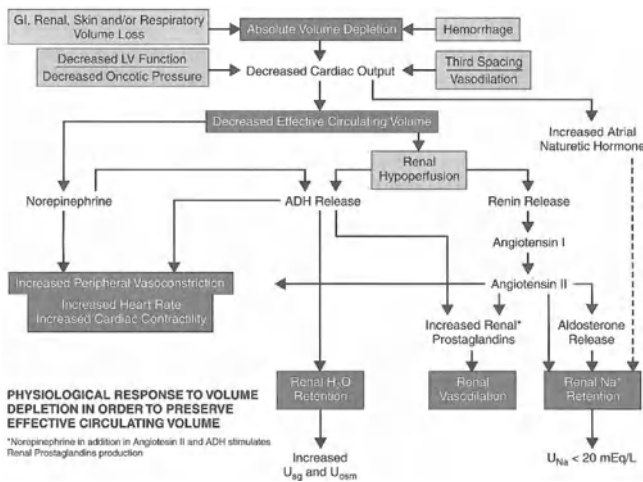 GI, Renal, Skin and/or Respiratory
Volume Loss
Absolute Volume Depletion
Hemorrhage
Decreased LV Function
Decreased Oncotic Pressure
Decreased Cardiac Output
Third Spacing
Vasodilation
Decreased Effective Circulating Volume
Increased Atrial
Naturetic Hormone
Renal
Hypoperfusion
Norepinephrine
ADH Release
Renin Release
Angiotensin I
Increased Peripheral Vasoconstriction
Angiotensin II
Increased Heart Rate
Increased Cardiac Contractility
Increased Renal*
Prostaglandins
Aldosterone
Release
Renal H₂O
Retention
Renal
Vasodilation
Renal Na⁺
Retention
PHYSIOLOGICAL RESPONSE TO VOLUME
DEPLETION IN ORDER TO PRESERVE
EFFECTIVE CIRCULATING VOLUME
*Norepinephrine in addition in Angiotesin II and ADH stimulates
Renal Prostaglandins production
Increased
Usg and Uosm
UNa < 20 mEq/L